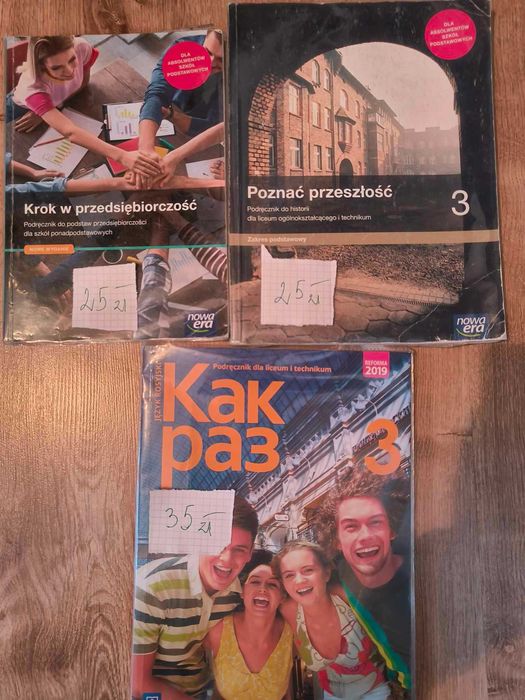 DLA
ABSOLWENTÓW
SZKÓŁ
PODSTAWOWYCH
Krok w przedsiębiorczość
Podręcznik do podstaw przedsiębiorczości
dla szkół ponadpodstawowych
NOWE WYDANIE
25 zł
nowa
era
DLA
ABSOLWENTÓW
SZKÓŁ
PODSTAWOWYCH
Poznać przeszłość
3
Podręcznik do historii
dla liceum ogólnokształcącego i technikum
Zakres podstawowy
25 zł
nowa
era
JĘZYK ROSYJSKI
Podręcznik dla liceum i technikum
REFORMA
2019
Как
раз
3
35 zł